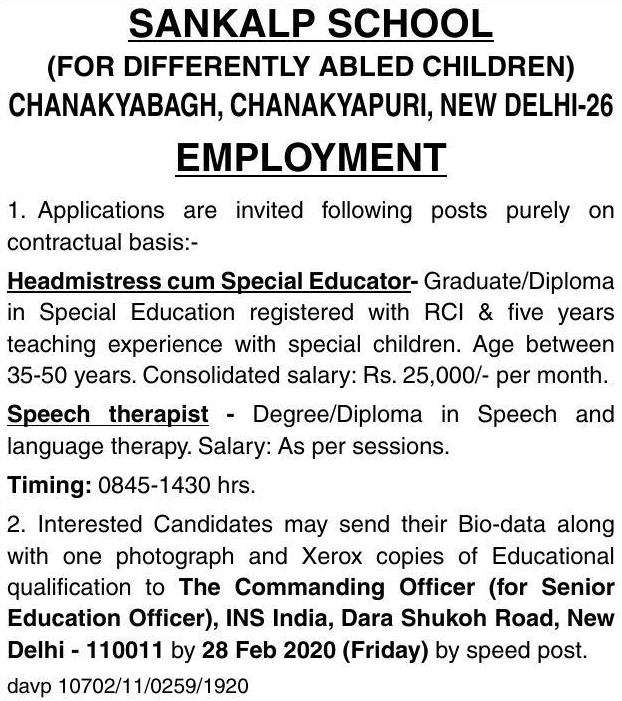 SANKALP SCHOOL
(FOR DIFFERENTLY ABLED CHILDREN)
CHANAKYABAGH, CHANAKYAPURI, NEW DELHI-26
EMPLOYMENT
1. Applications are invited following posts purely on
contractual basis:-
Headmistress cum Special Educator- Graduate/Diploma
in Special Education registered with RCI & five years
teaching experience with special children. Age between
35-50 years. Consolidated salary: Rs. 25,000/- per month.
Speech therapist - Degree/Diploma in Speech and
language therapy. Salary: As per sessions.
Timing: 0845-1430 hrs.
2. Interested Candidates may send their Bio-data along
with one photograph and Xerox copies of Educational
qualification to The Commanding Officer (for Senior
Education Officer), INS India, Dara Shukoh Road, New
Delhi - 110011 by 28 Feb 2020 (Friday) by speed post.
davp 10702/11/0259/1920